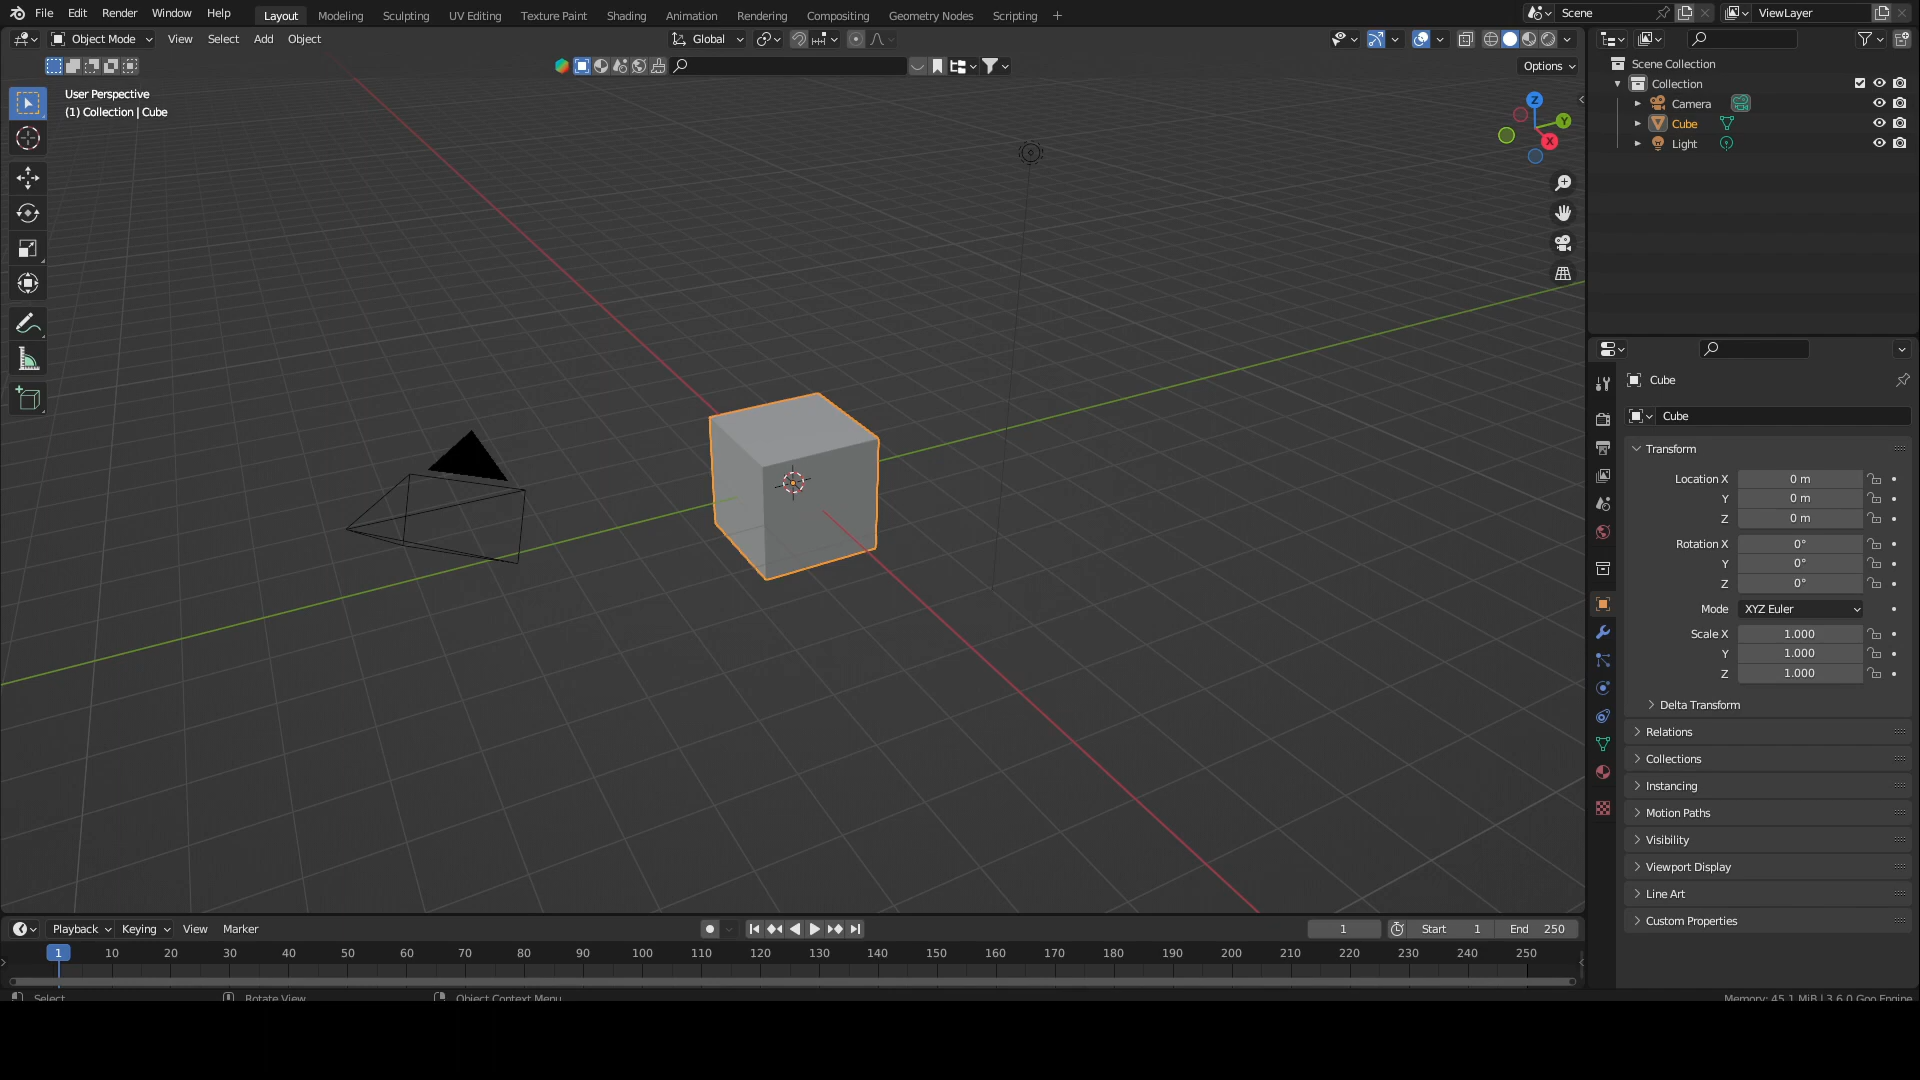 File Edit Render Window Help Layout Modeling Sculpting UV Editing Texture Paint Shading Animation Rendering Compositing Geometry Nodes Scripting + Scene ViewLayer
Object Mode View Select Add Object Global
Options
User Perspective
(1) Collection | Cube
Z
Y
X
Scene Collection
Collection
Camera
Cube
Light
Cube
Cube
Transform
Location X 0 m
Y 0 m
Z 0 m
Rotation X 0°
Y 0°
Z 0°
Mode XYZ Euler
Scale X 1.000
Y 1.000
Z 1.000
Delta Transform
Relations
Collections
Instancing
Motion Paths
Visibility
Viewport Display
Line Art
Custom Properties
Playback Keying View Marker 1 Start 1 End 250
1 10 20 30 40 50 60 70 80 90 100 110 120 130 140 150 160 170 180 190 200 210 220 230 240 250
Select Rotate View Object Context Menu Memory: 45.1 MiB | 3.6.0 Goo Engine